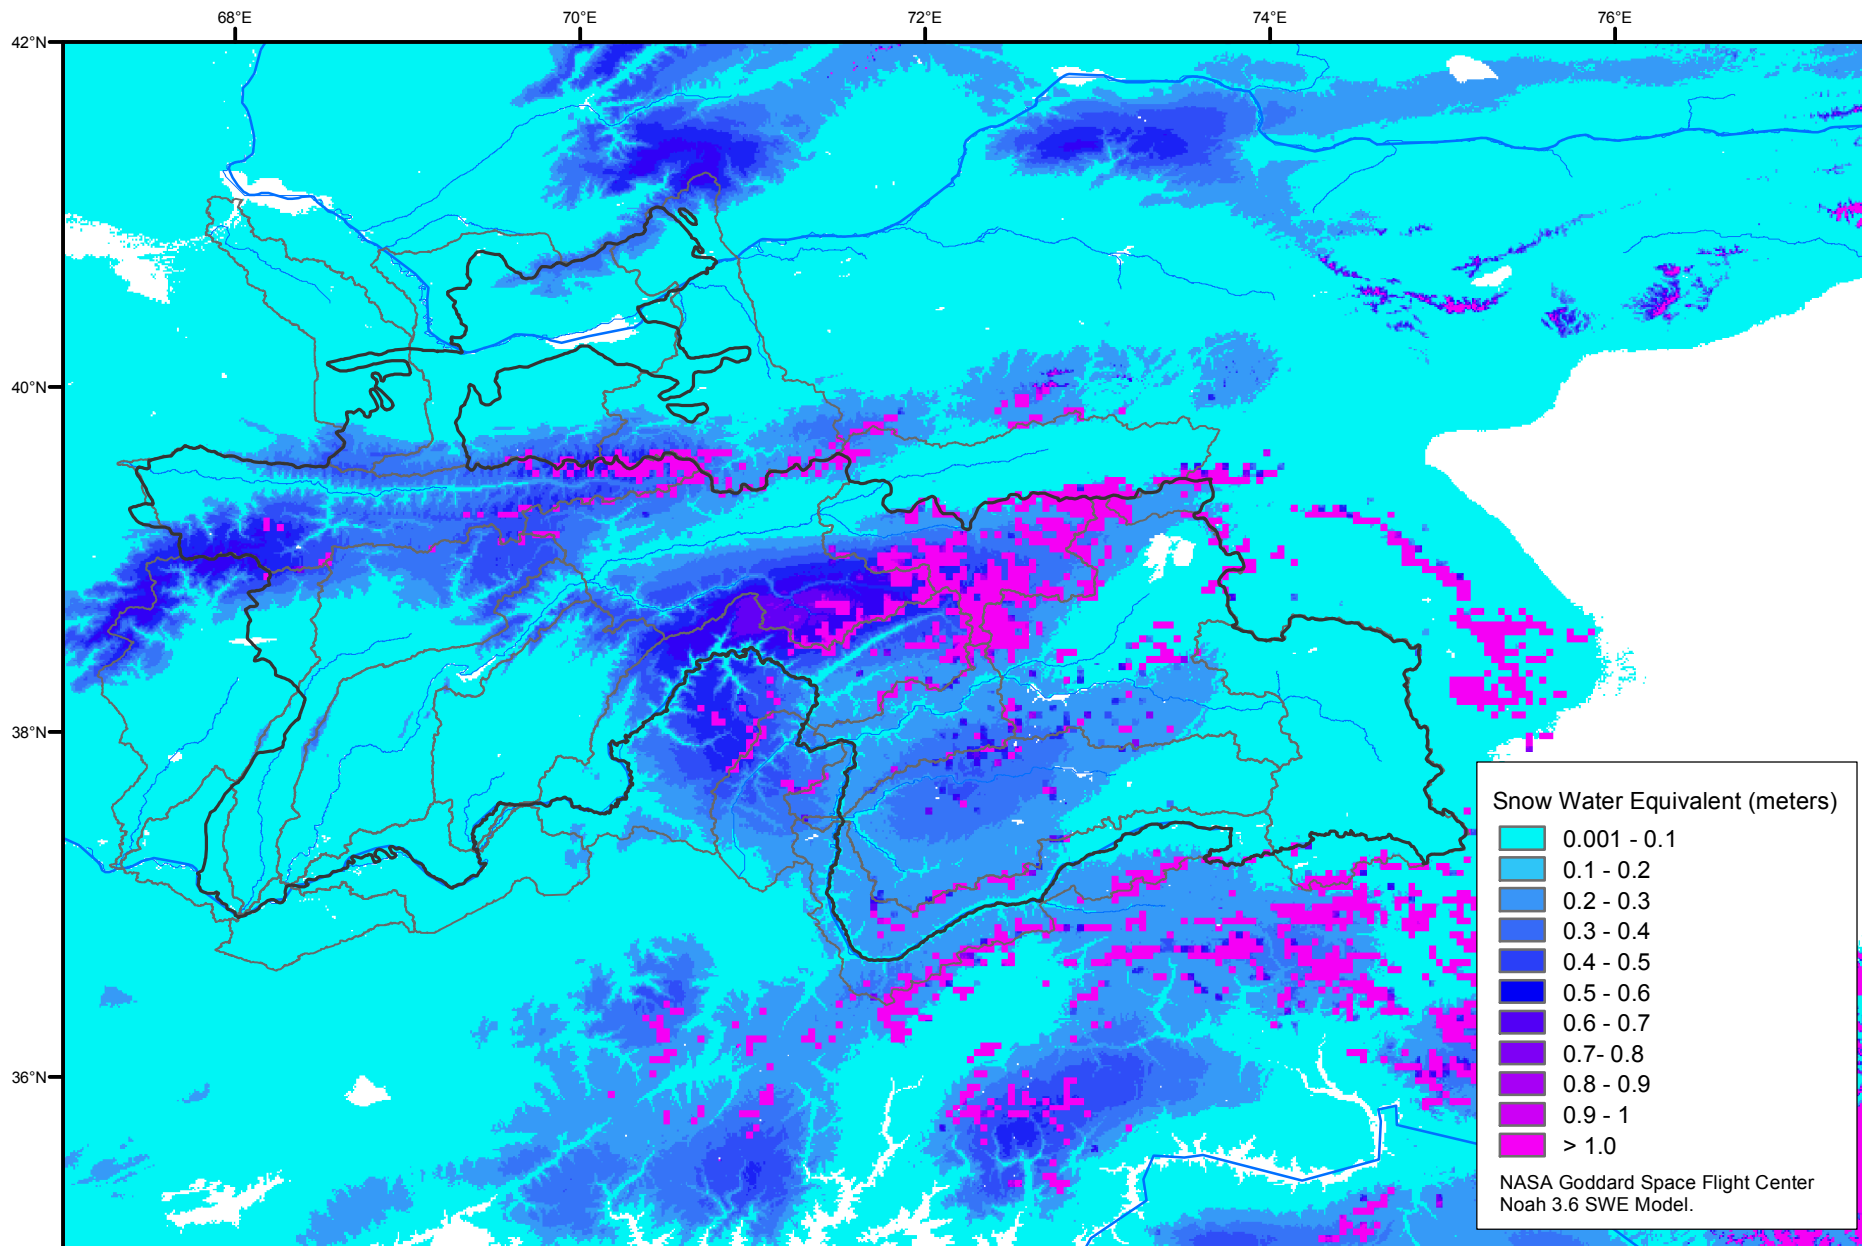 68°E 70°E 72°E 74°E 76°E
42°N
40°N
38°N
36°N
Snow Water Equivalent (meters)
0.001 - 0.1
0.1 - 0.2
0.2 - 0.3
0.3 - 0.4
0.4 - 0.5
0.5 - 0.6
0.6 - 0.7
0.7- 0.8
0.8 - 0.9
0.9 - 1
> 1.0
NASA Goddard Space Flight Center
Noah 3.6 SWE Model.